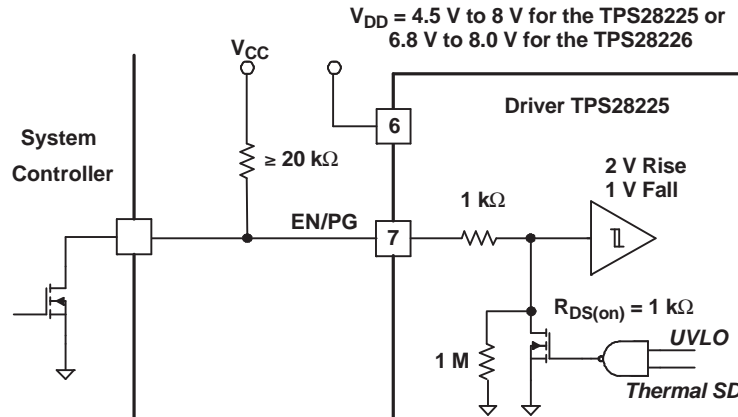 V_DD = 4.5 V to 8 V for the TPS28225 or
6.8 V to 8.0 V for the TPS28226
V_CC
6
Driver TPS28225
System
Controller
≥ 20 kΩ
2 V Rise
1 V Fall
1 kΩ
EN/PG
7
R_DS(on) = 1 kΩ
1 M
UVLO
Thermal SD